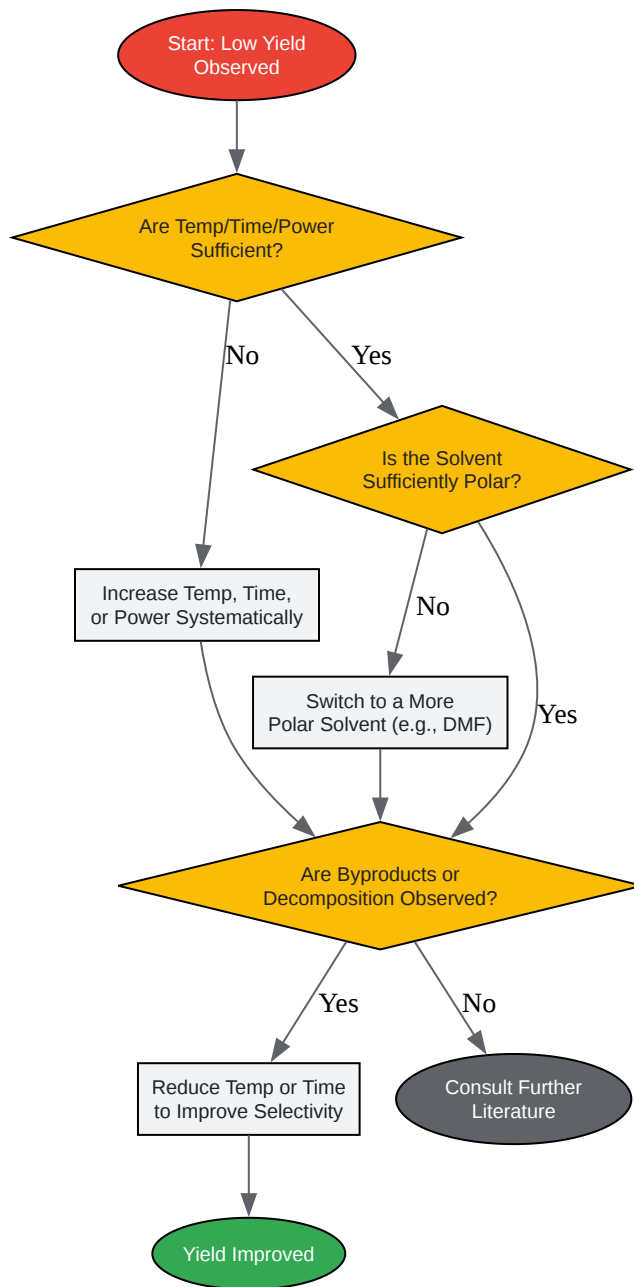 Start: Low Yield
Observed
Are Temp/Time/Power
Sufficient?
No
Yes
Is the Solvent
Sufficiently Polar?
Increase Temp, Time,
or Power Systematically
No
Switch to a More
Polar Solvent (e.g., DMF)
Yes
Are Byproducts or
Decomposition Observed?
Yes
No
Reduce Temp or Time
to Improve Selectivity
Consult Further
Literature
Yield Improved